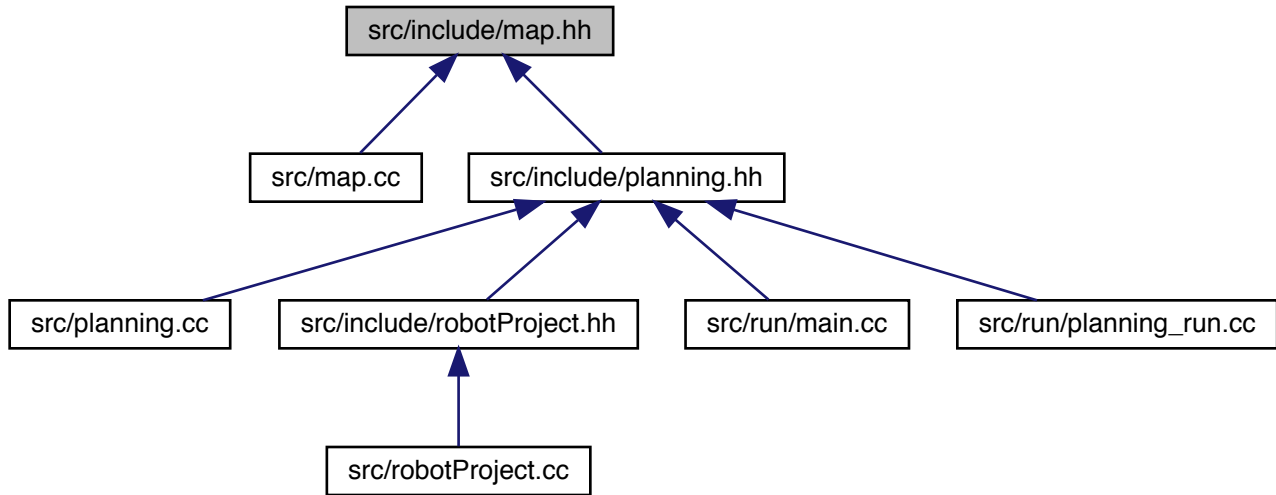 src/include/map.hh
src/map.cc
src/include/planning.hh
src/planning.cc
src/include/robotProject.hh
src/run/main.cc
src/run/planning_run.cc
src/robotProject.cc